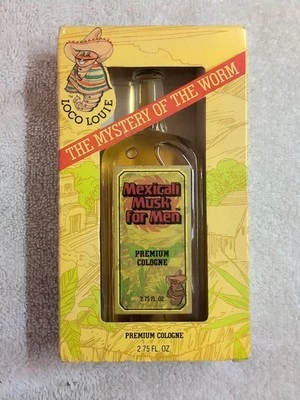 LOCO LOUIE
THE MYSTERY OF THE WORM
Mexicali
Musk
for Men
PREMIUM
COLOGNE
2.75 FL. OZ
PREMIUM COLOGNE
2.75 FL. OZ